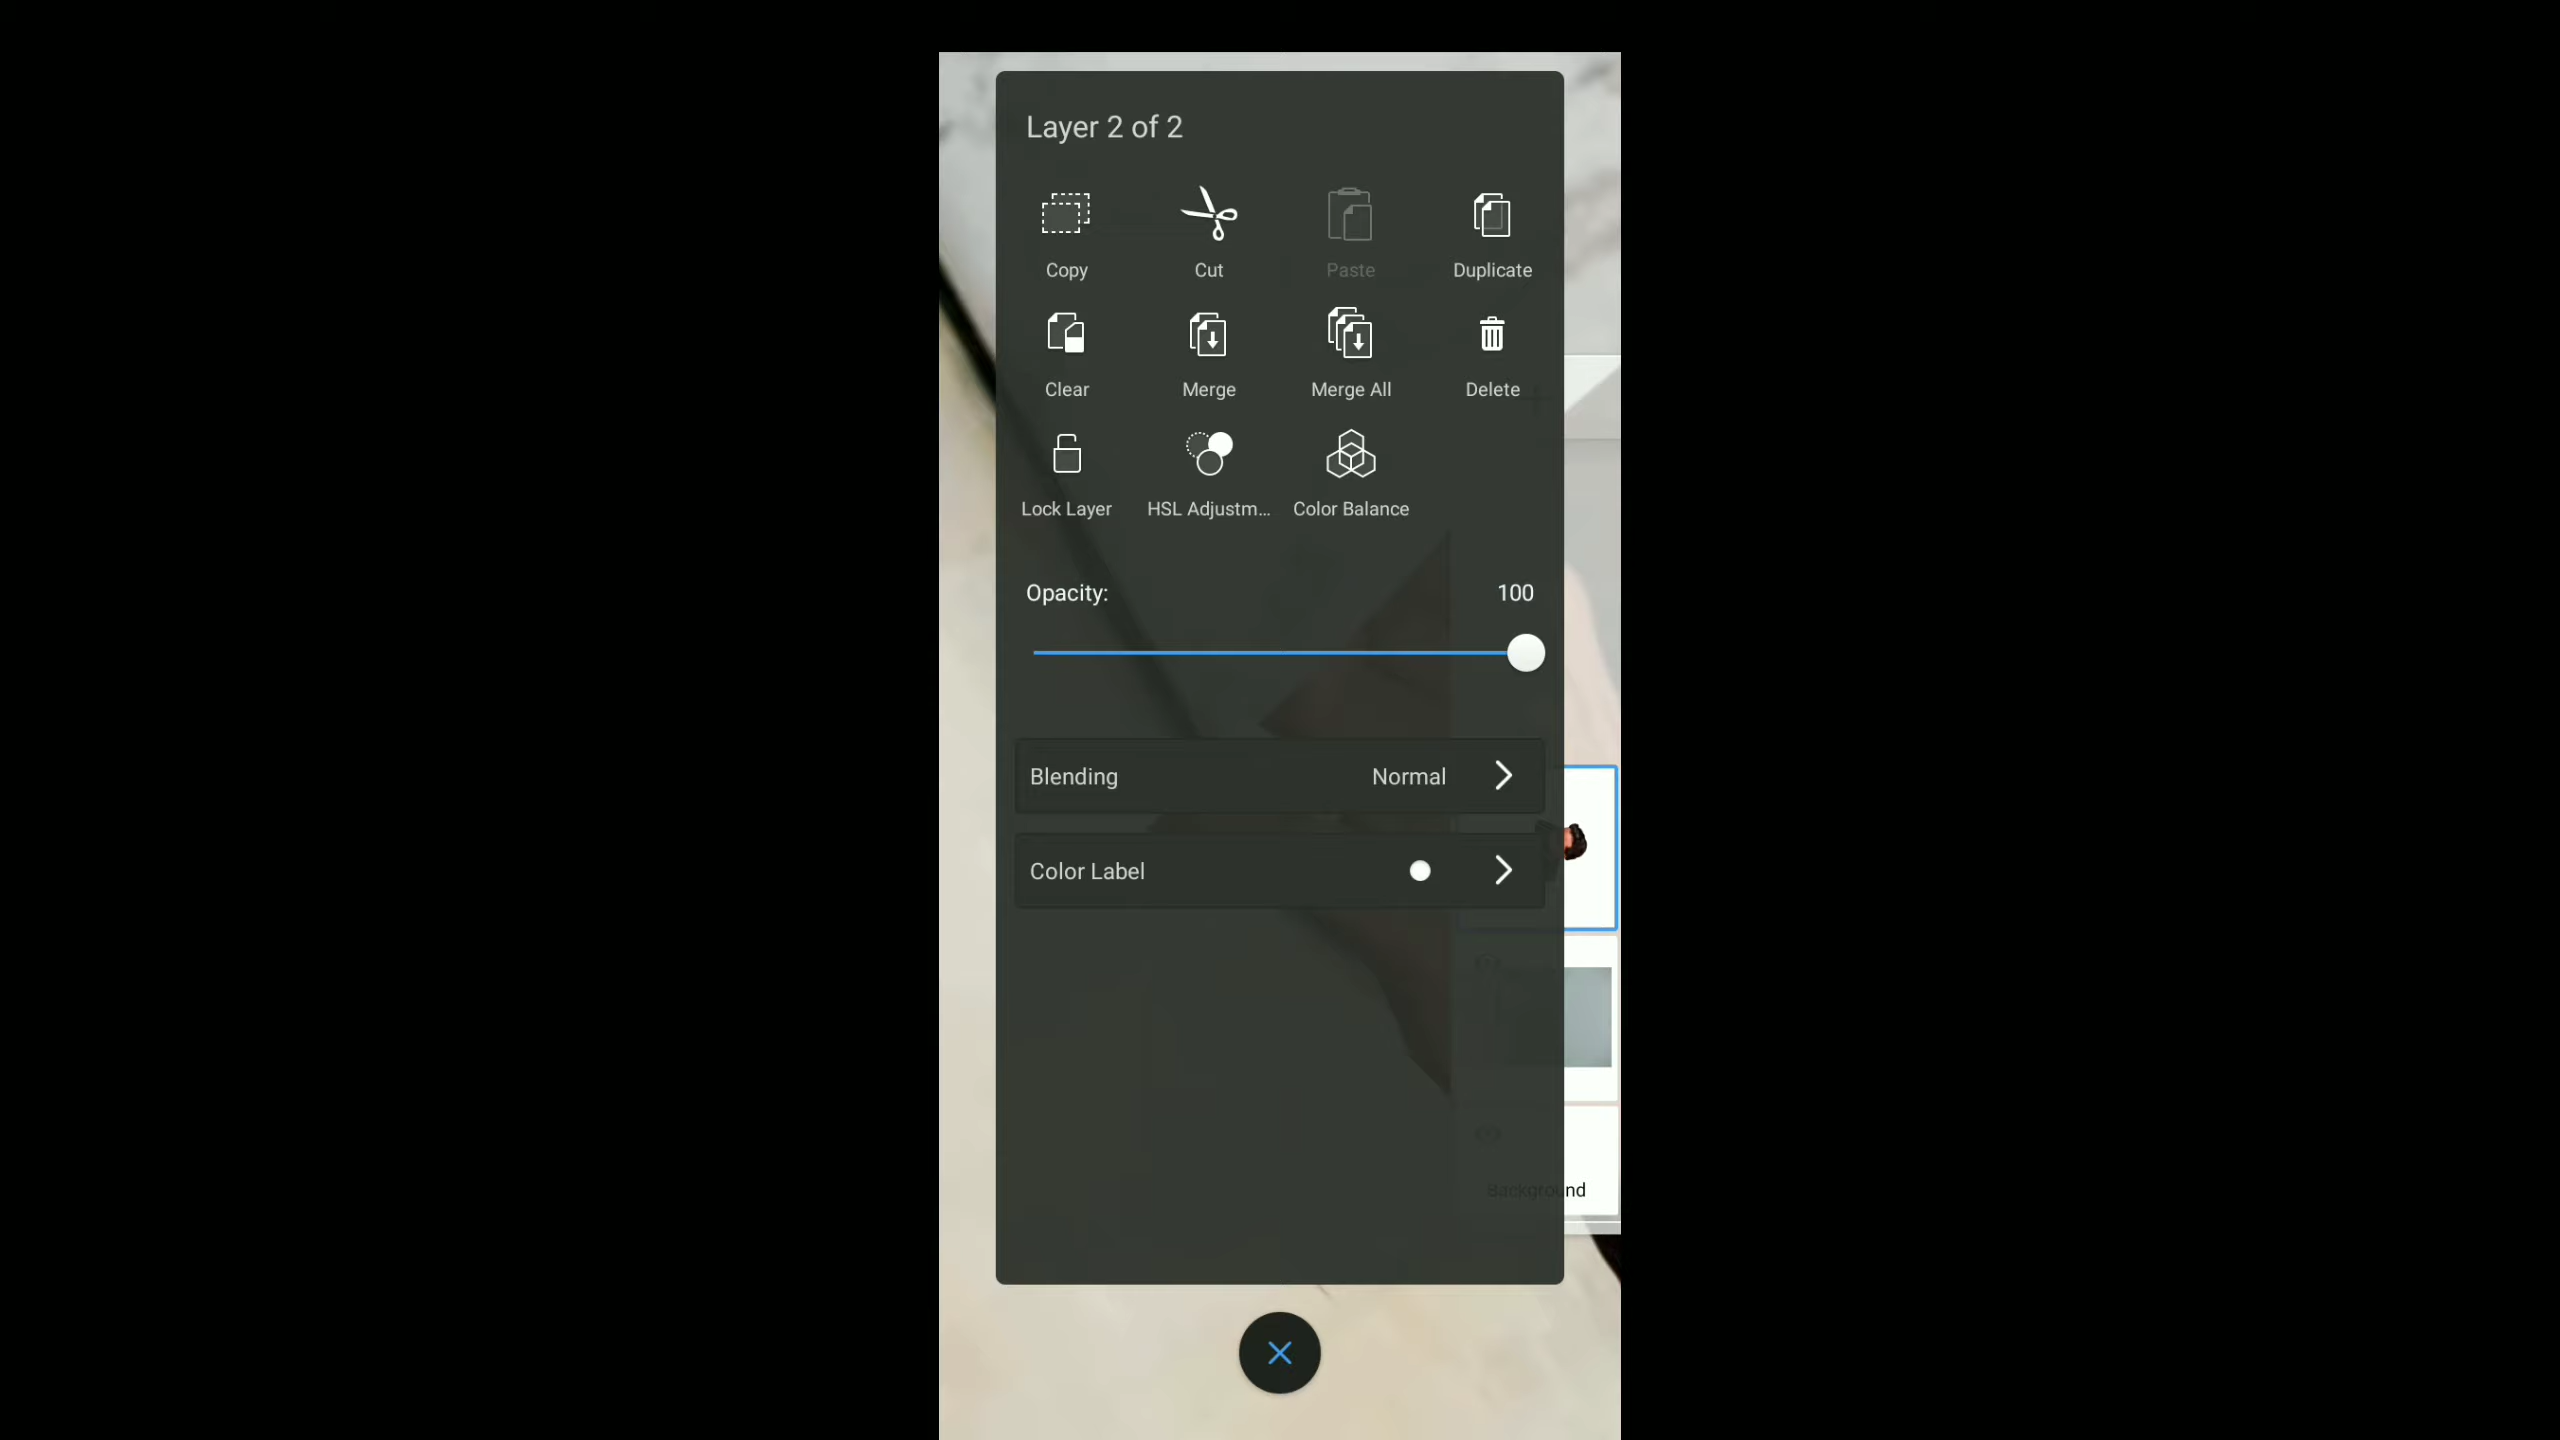 Layer 2 of 2
Copy
Cut
Paste
Duplicate
Clear
Merge
Merge All
Delete
Lock Layer
HSL Adjustm...
Color Balance
Opacity:
100
Blending
Normal
Color Label
Background